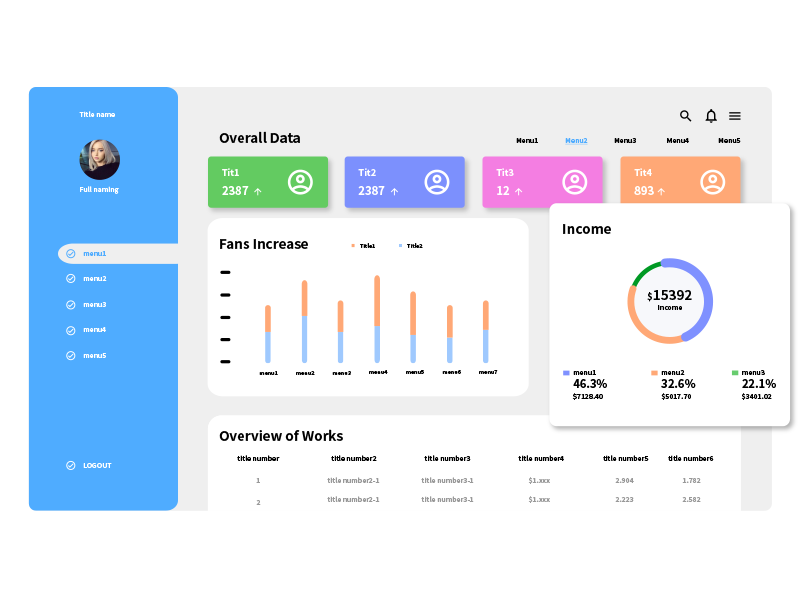 Title name
Full naming
menu1
menu2
menu3
menu4
menu5
LOGOUT
Overall Data
Menu1 Menu2 Menu3 Menu4 Menu5
Tit1
2387
Tit2
2387
Tit3
12
Tit4
893
Fans Increase
Title1 Title2
menu1 menu2 menu3 menu4 menu5 menu6 menu7
Income
$15392
Income
menu1 menu2 menu3
46.3% 32.6% 22.1%
$7128.40 $5017.70 $3401.02
Overview of Works
title number title number2 title number3 title number4 title number5 title number6
1 title number2-1 title number3-1 $1.xxx 2.904 1.782
2 title number2-1 title number3-1 $1.xxx 2.223 2.582